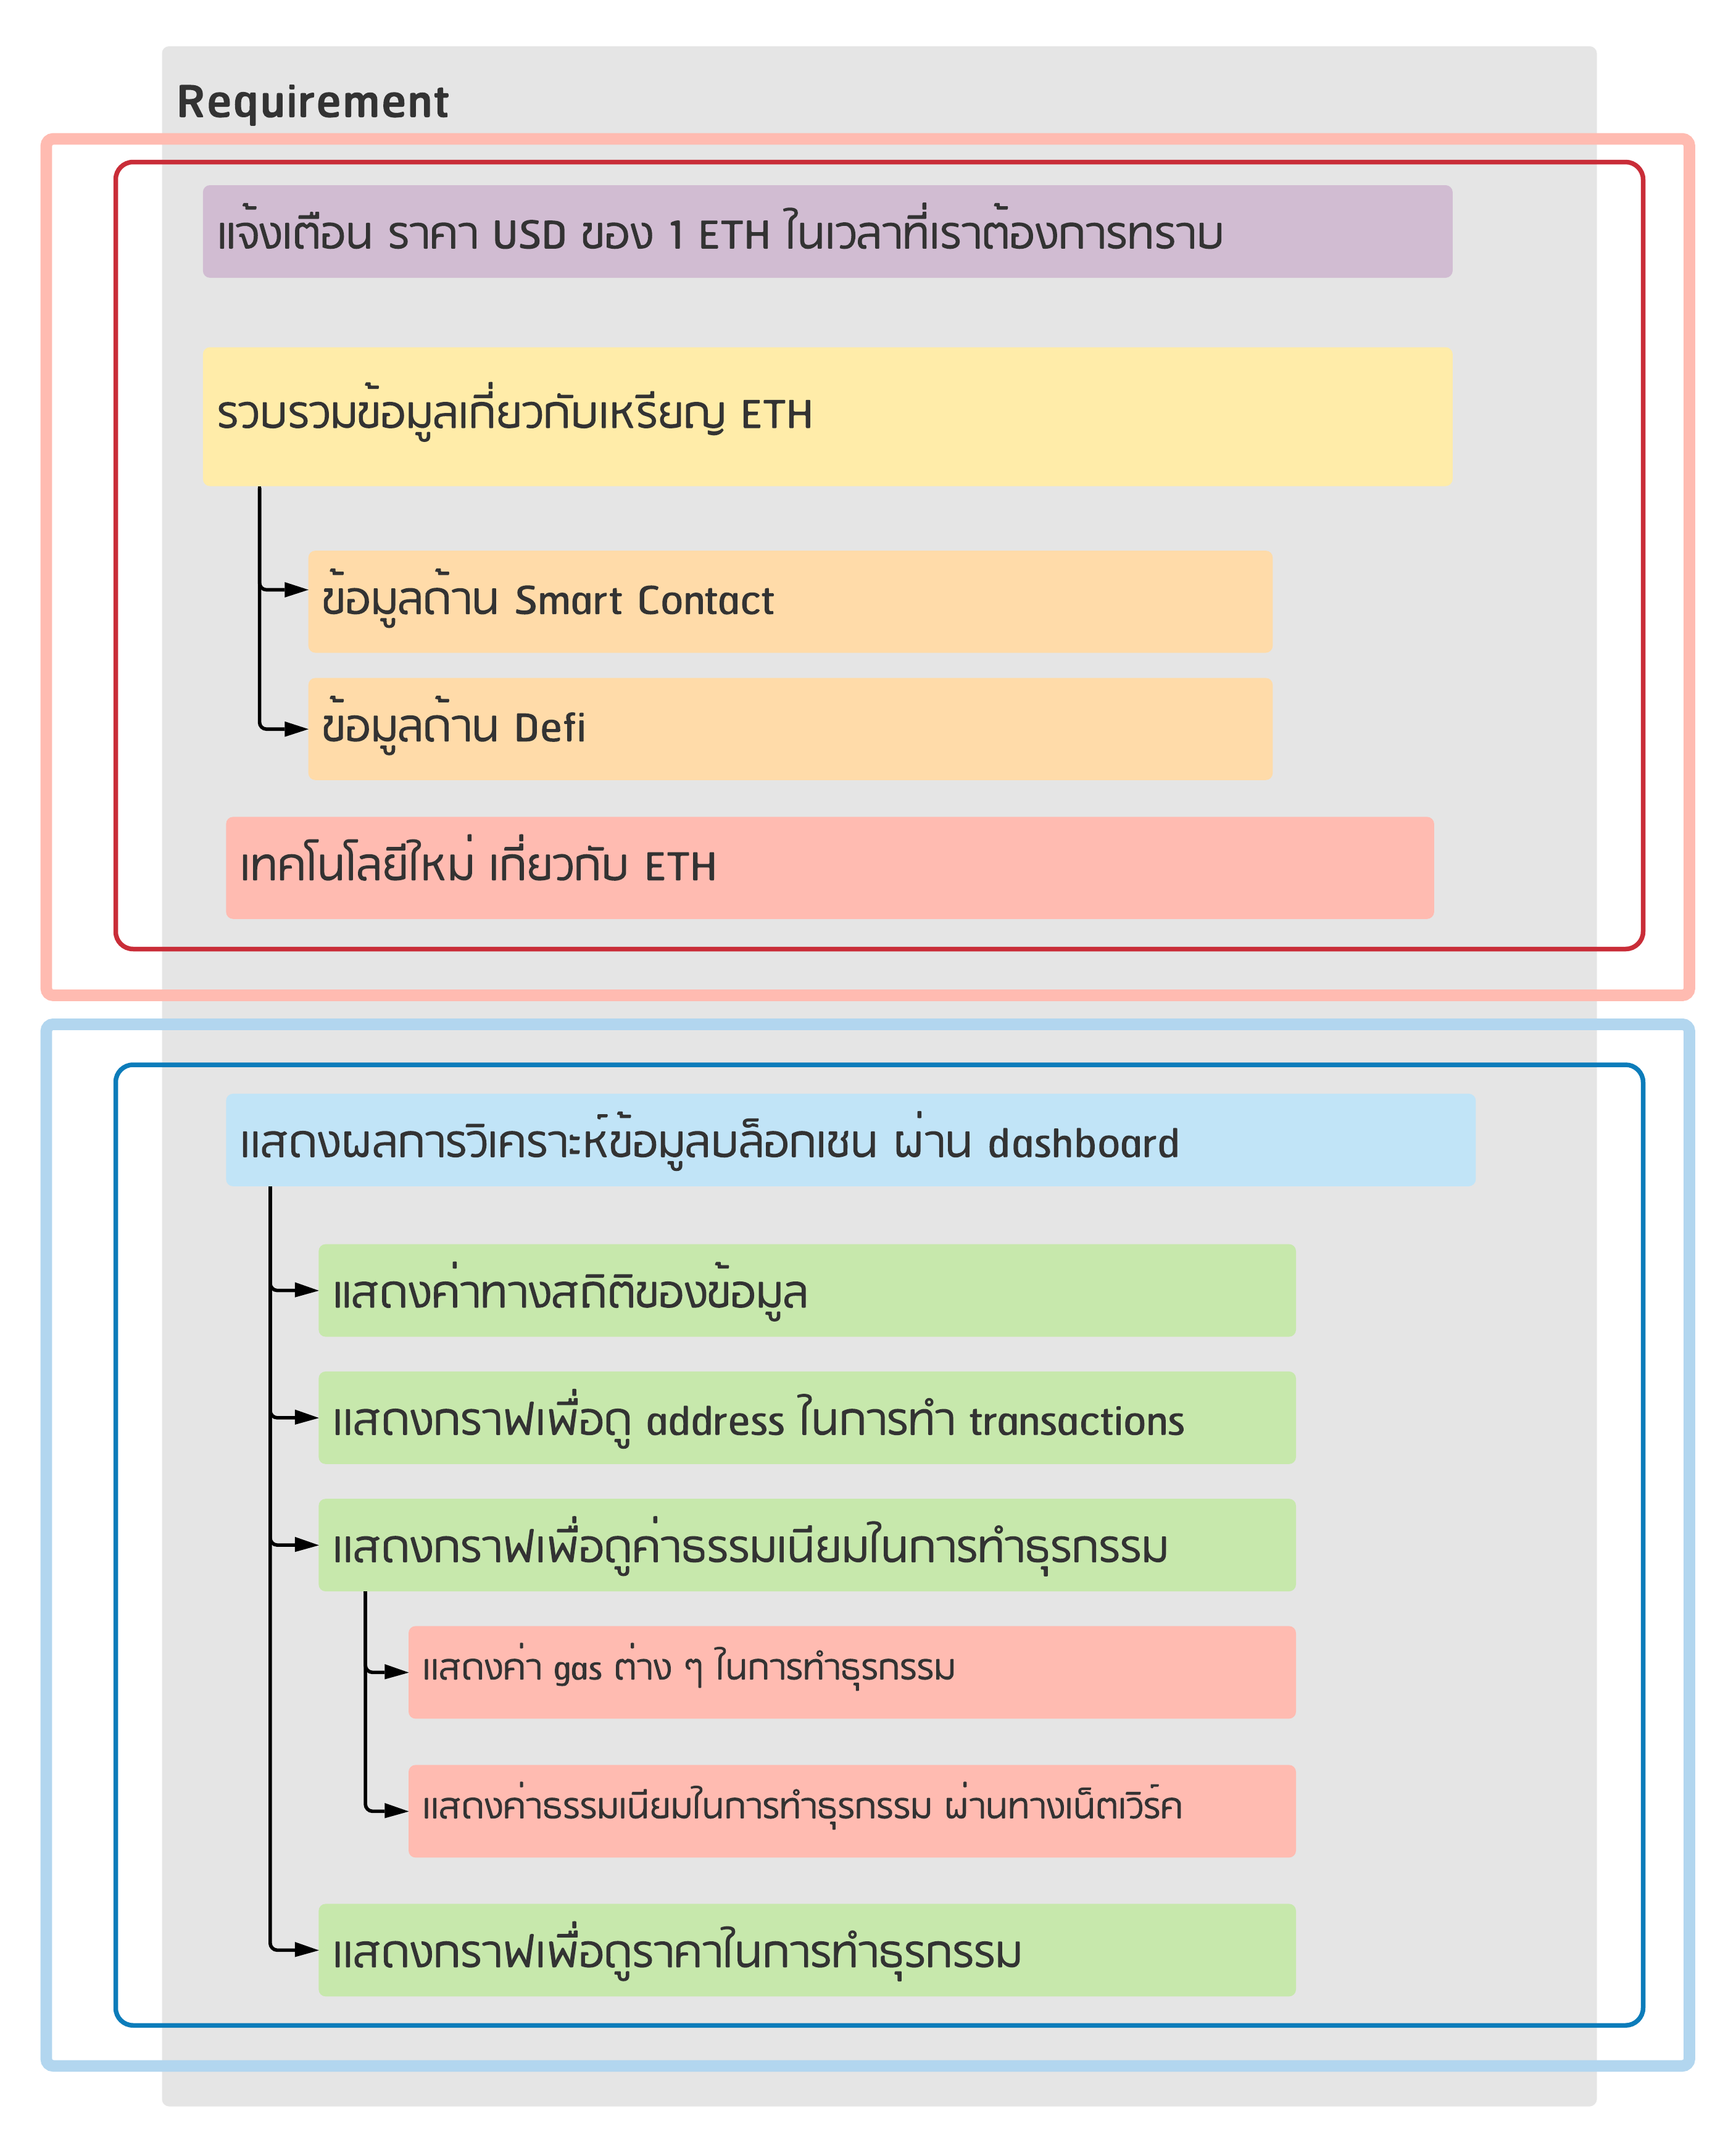 Requirement
แจ้งเตือน ราคา USD ของ 1 ETH ในเวลาที่เราต้องการทราบ
รวบรวมข้อมูลเกี่ยวกับเหรียญ ETH
ข้อมูลด้าน Smart Contact
ข้อมูลด้าน Defi
เทคโนโลยีใหม่ เกี่ยวกับ ETH
แสดงผลการวิเคราะห์ข้อมูลบล็อกเชน ผ่าน dashboard
แสดงค่าทางสถิติของข้อมูล
แสดงกราฟเพื่อดู address ในการทำ transactions
แสดงกราฟเพื่อดูค่าธรรมเนียมในการทำธุรกรรม
แสดงค่า gas ต่าง ๆ ในการทำธุรกรรม
แสดงค่าธรรมเนียมในการทำธุรกรรม ผ่านทางเน็ตเวิร์ค
แสดงกราฟเพื่อดูราคาในการทำธุรกรรม